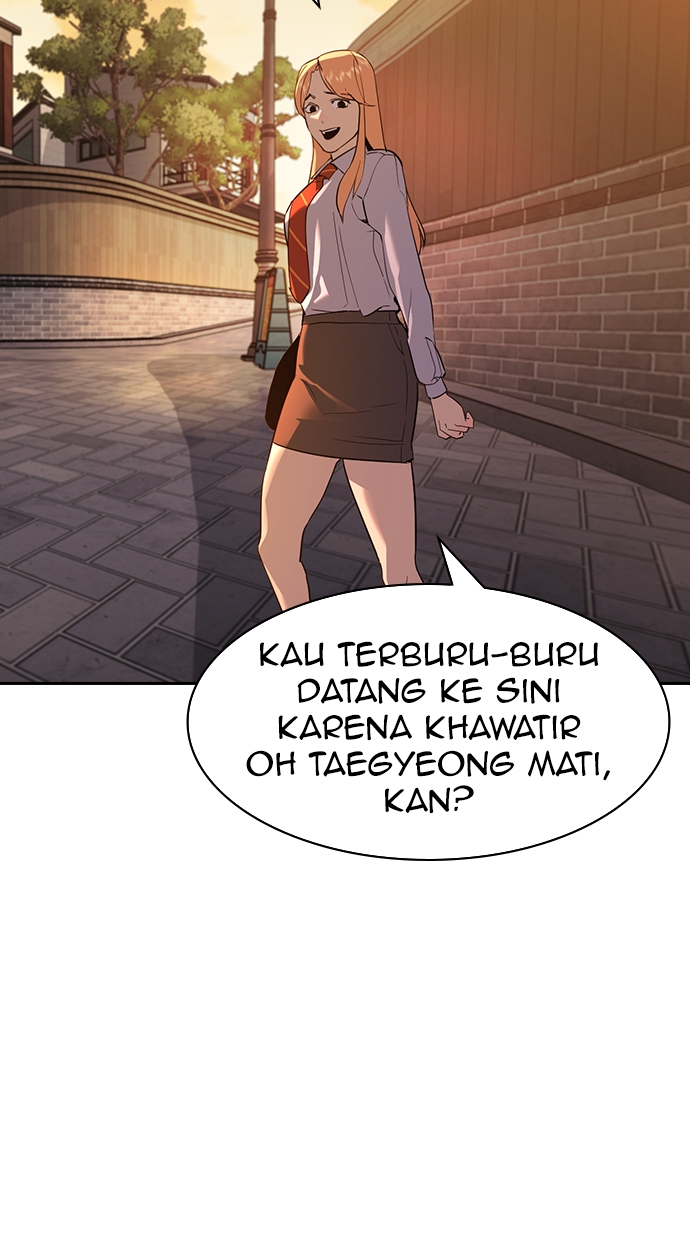 KAU TERBURU-BURU
DATANG KE SINI
KARENA KHAWATIR
OH TAEGYEONG MATI,
KAN?